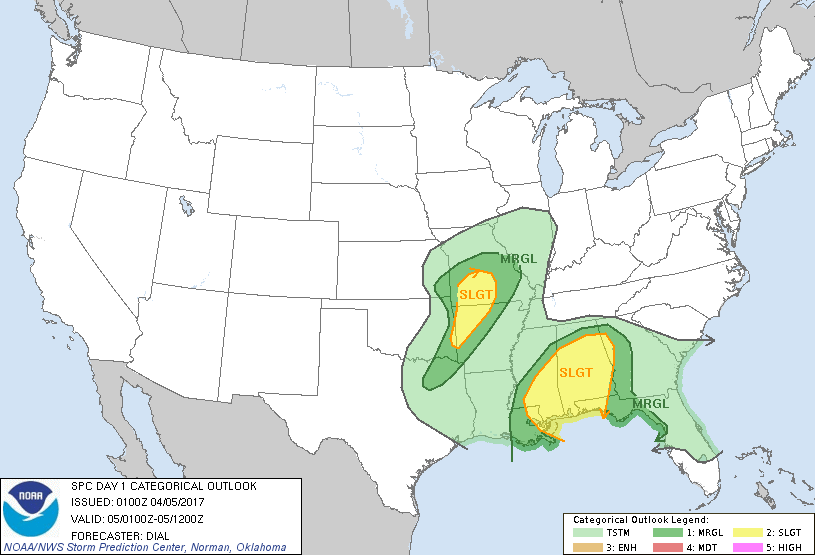 MRGL
SLGT
SLGT
MRGL
NOAA
SPC DAY 1 CATEGORICAL OUTLOOK
ISSUED: 0100Z 04/05/2017
VALID: 05/0100Z-05/1200Z
FORECASTER: DIAL
NOAA/NWS Storm Prediction Center, Norman, Oklahoma
Categorical Outlook Legend:
TSTM 1: MRGL 2: SLGT
3: ENH 4: MDT 5: HIGH